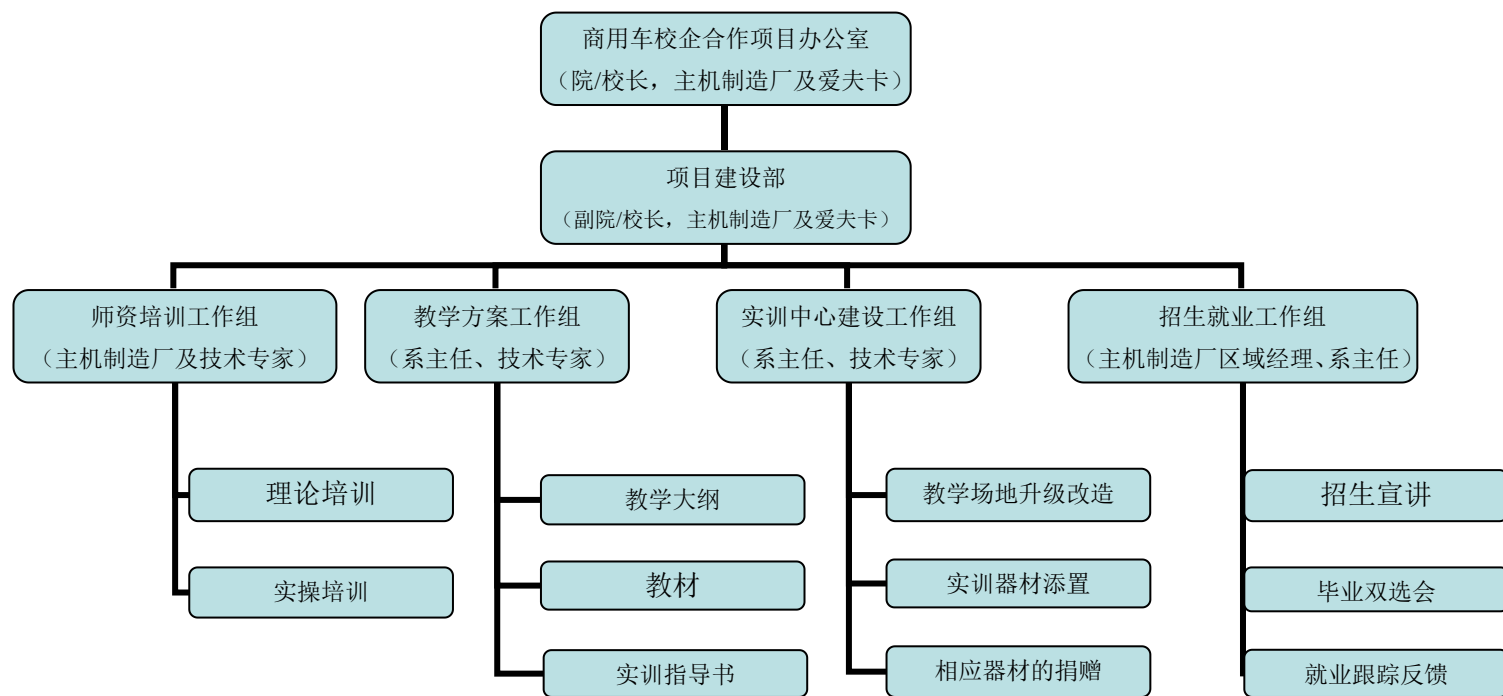 商用车校企合作项目办公室
（院/校长，主机制造厂及爱夫卡）
项目建设部
（副院/校长，主机制造厂及爱夫卡）
师资培训工作组
（主机制造厂及技术专家）
教学方案工作组
（系主任、技术专家）
实训中心建设工作组
（系主任、技术专家）
招生就业工作组
（主机制造厂区域经理、系主任）
理论培训
实操培训
教学大纲
教材
实训指导书
教学场地升级改造
实训器材添置
相应器材的捐赠
招生宣讲
毕业双选会
就业跟踪反馈